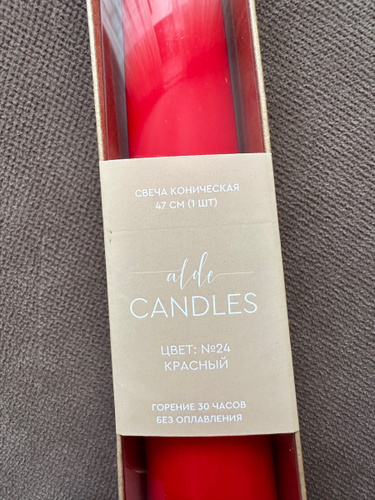 СВЕЧА КОНИЧЕСКАЯ
47 СМ (1 ШТ)
alde
CANDLES
ЦВЕТ: №24
КРАСНЫЙ
ГОРЕНИЕ 30 ЧАСОВ
БЕЗ ОПЛАВЛЕНИЯ